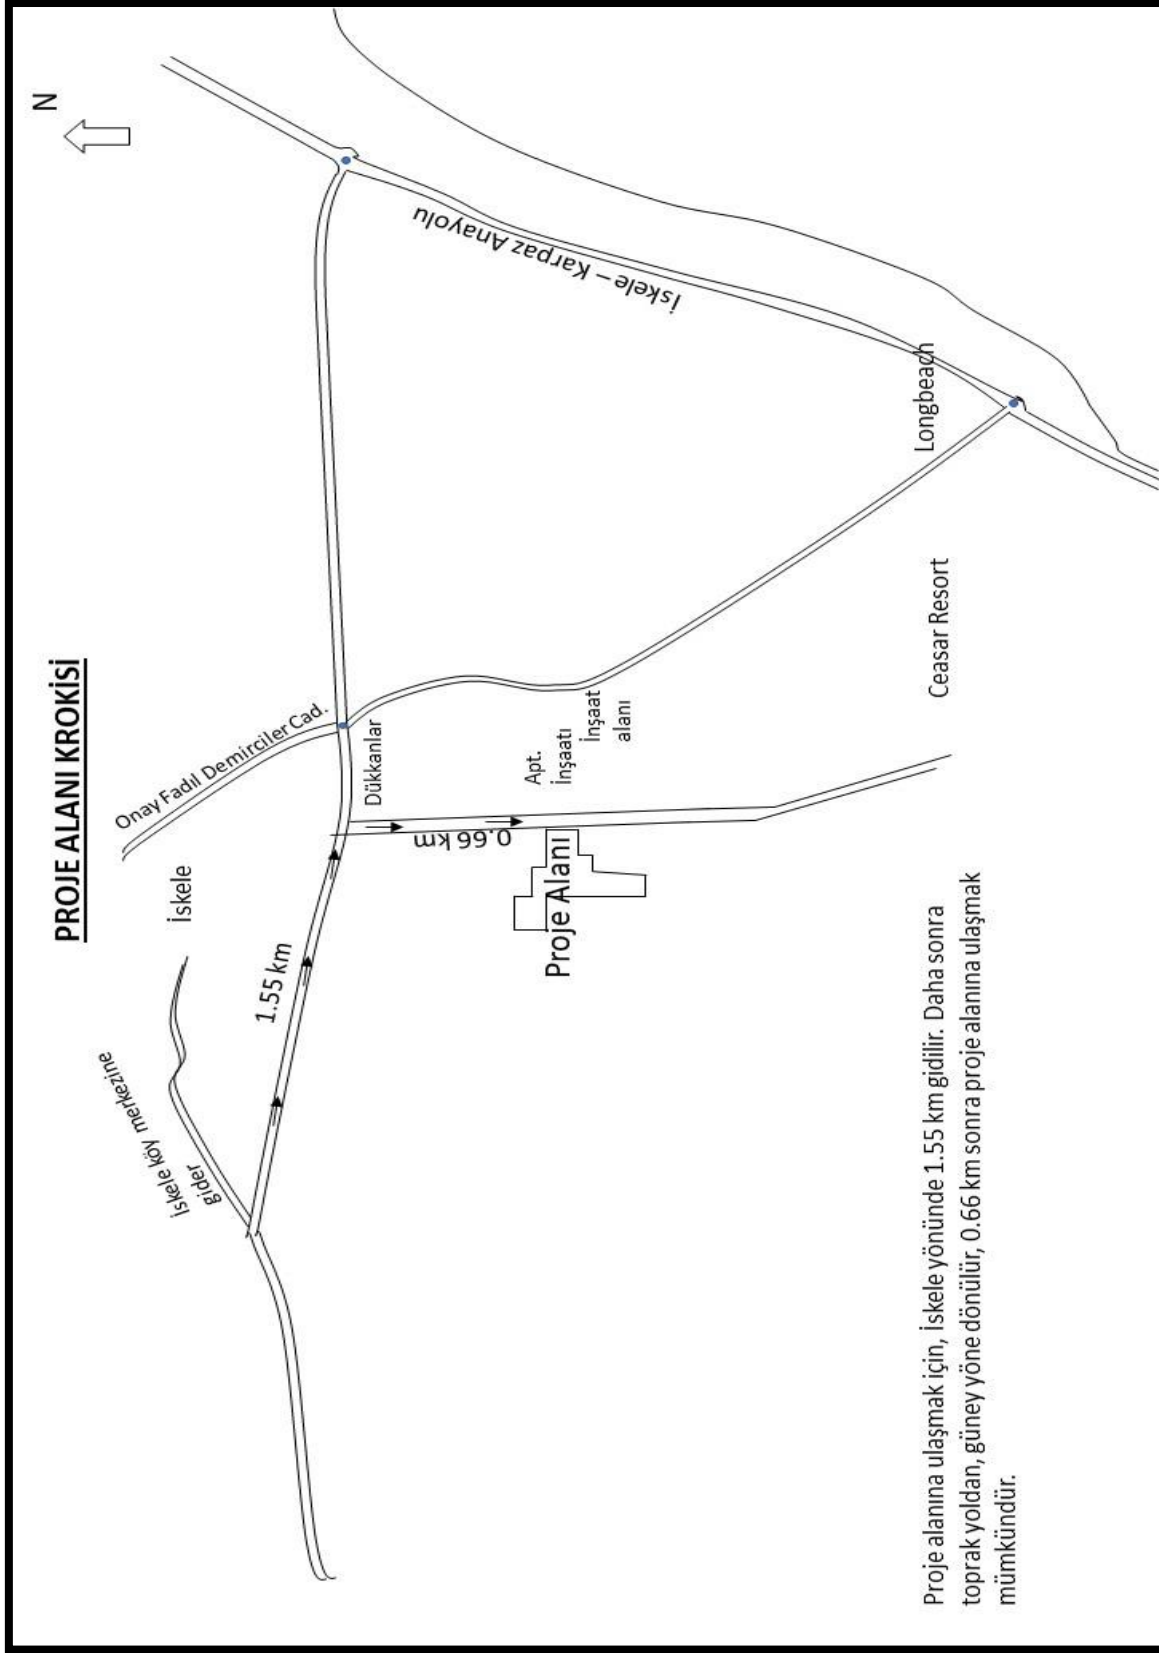 PROJE ALANI KROKİSİ
N
İskele köy merkezine
gider
1.55 km
İskele
Onay Fadıl Demirciler Cad.
Dükkanlar
0.66 km
Proje Alanı
Apt.
İnşaatı
İnşaat
alanı
İskele – Karpaz Anayolu
Longbeach
Ceasar Resort
Proje alanına ulaşmak için, İskele yönünde 1.55 km gidilir. Daha sonra
toprak yoldan, güney yöne dönülür, 0.66 km sonra proje alanına ulaşmak
mümkündür.